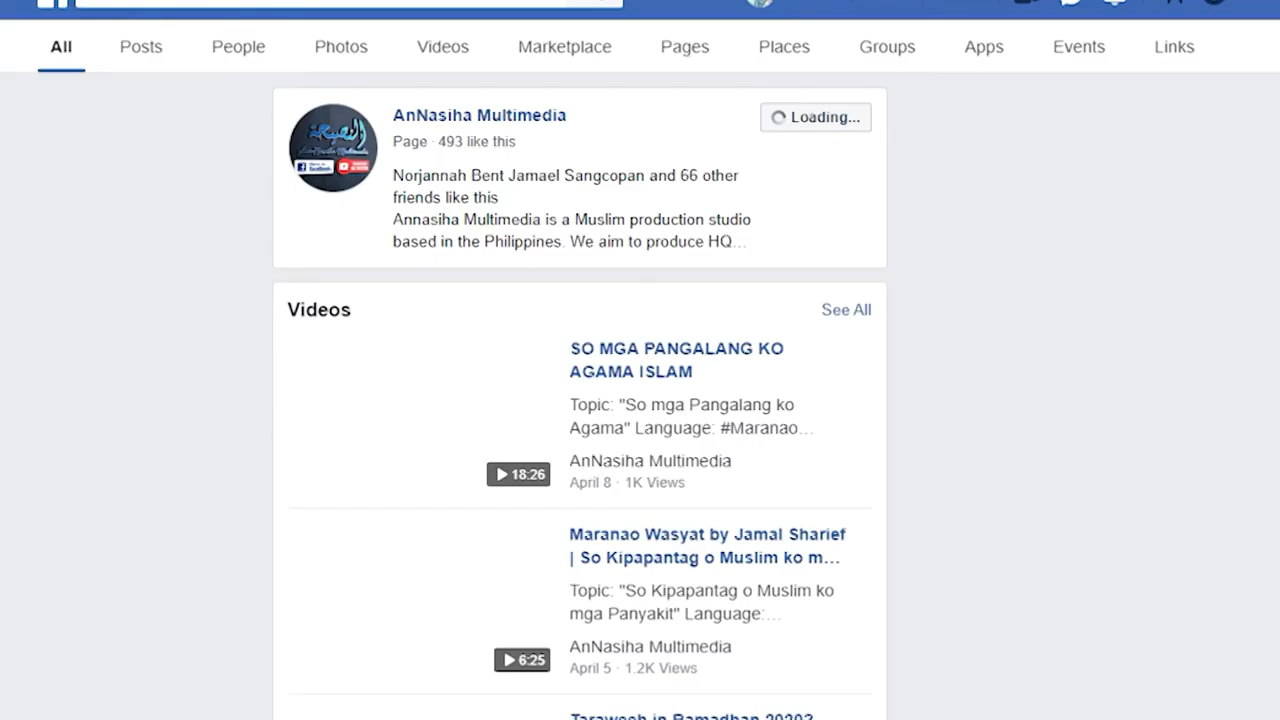 All Posts People Photos Videos Marketplace Pages Places Groups Apps Events Links
AnNasiha Multimedia
Loading...
Page · 493 like this
Norjannah Bent Jamael Sangcopan and 66 other
friends like this
Annasiha Multimedia is a Muslim production studio
based in the Philippines. We aim to produce HQ...
Videos
See All
SO MGA PANGALANG KO
AGAMA ISLAM
Topic: "So mga Pangalang ko
Agama" Language: #Maranao...
18:26
AnNasiha Multimedia
April 8 · 1K Views
Maranao Wasyat by Jamal Sharief
| So Kipapantag o Muslim ko m...
Topic: "So Kipapantag o Muslim ko
mga Panyakit" Language:...
6:25
AnNasiha Multimedia
April 5 · 1.2K Views
Taraweeh in Ramadhan 2020?